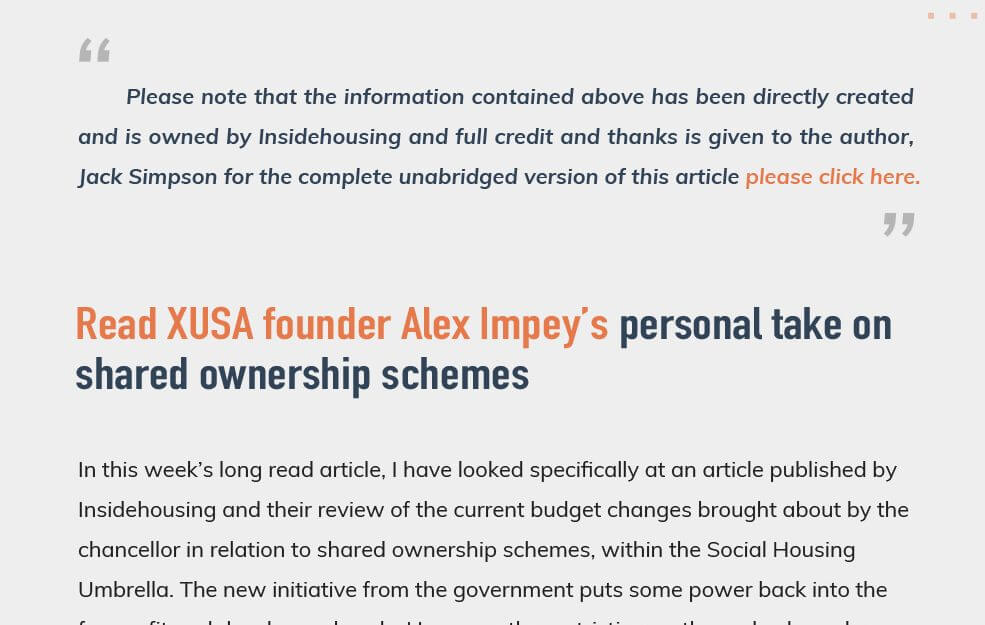 “
Please note that the information contained above has been directly created
and is owned by Insidehousing and full credit and thanks is given to the author,
Jack Simpson for the complete unabridged version of this article please click here.
”
Read XUSA founder Alex Impey’s personal take on
shared ownership schemes
In this week’s long read article, I have looked specifically at an article published by
Insidehousing and their review of the current budget changes brought about by the
chancellor in relation to shared ownership schemes, within the Social Housing
Umbrella. The new initiative from the government puts some power back into the